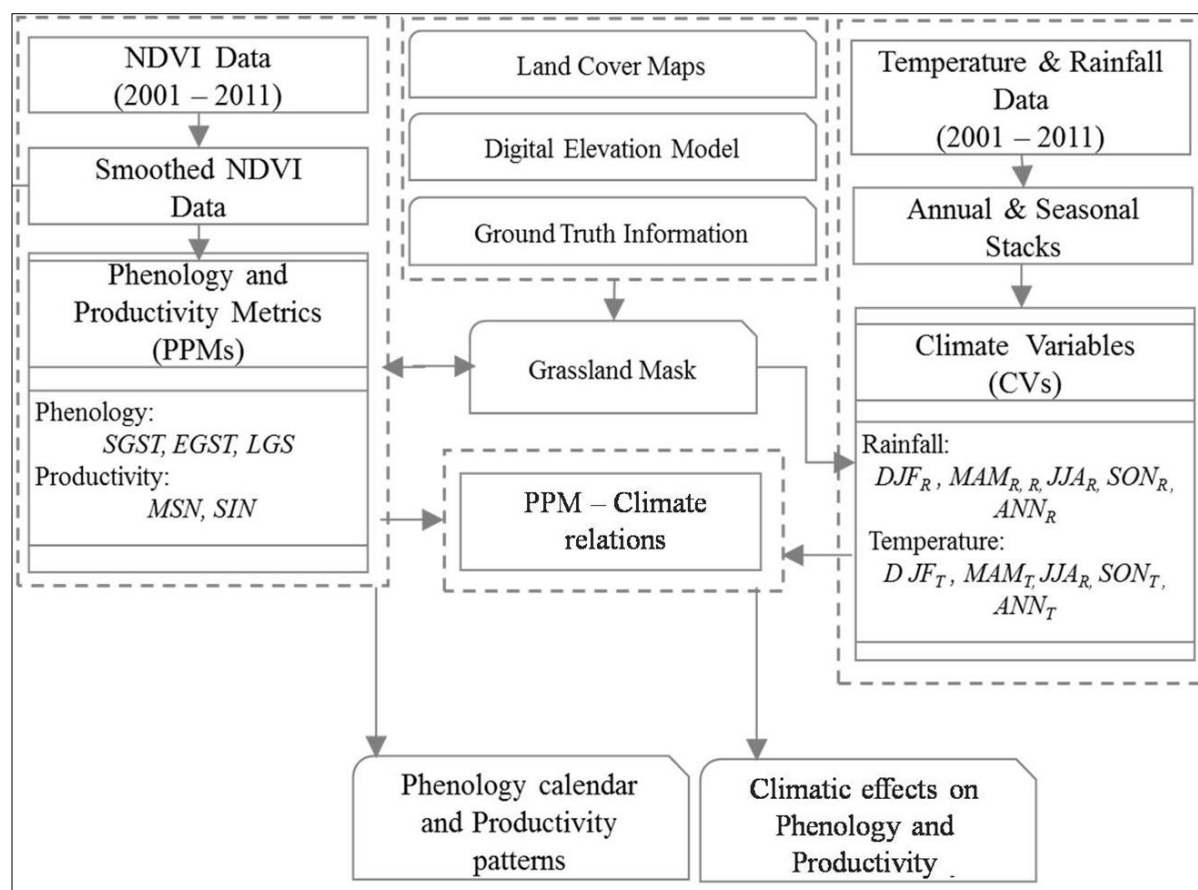 NDVI Data
(2001 – 2011)
Smoothed NDVI
Data
Phenology and
Productivity Metrics
(PPMs)
Phenology:
SGST, EGST, LGS
Productivity:
MSN, SIN
Land Cover Maps
Digital Elevation Model
Ground Truth Information
Grassland Mask
PPM – Climate
relations
Temperature & Rainfall
Data
(2001 – 2011)
Annual & Seasonal
Stacks
Climate Variables
(CVs)
Rainfall:
DJF_R , MAM_R, _R, JJA_R, SON_R,
ANN_R
Temperature:
D JF_T , MAM_T, JJA_R, SON_T ,
ANN_T
Phenology calendar
and Productivity
patterns
Climatic effects on
Phenology and
Productivity